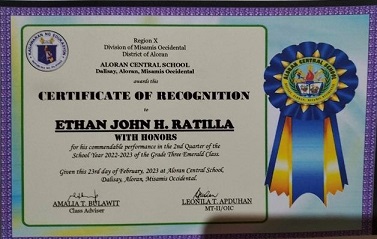 Region X
Division of Misamis Occidental
District of Aloran
ALORAN CENTRAL SCHOOL
Dalisay, Aloran, Misamis Occidental
awards this
CERTIFICATE OF RECOGNITION
to
ETHAN JOHN H. RATILLA
WITH HONORS
for his commendable performance in the 2nd Quarter of the
School Year 2022-2023 of the Grade Three Emerald Class.
Given this 23rd day of February, 2023 at Aloran Central School,
Dalisay, Aloran, Misamis Occidental.
AMALIA T. BULAWIT
Class Adviser
LEONILA T. APDUHAN
MT-II/OIC
ALORAN CENTRAL SCHOOL